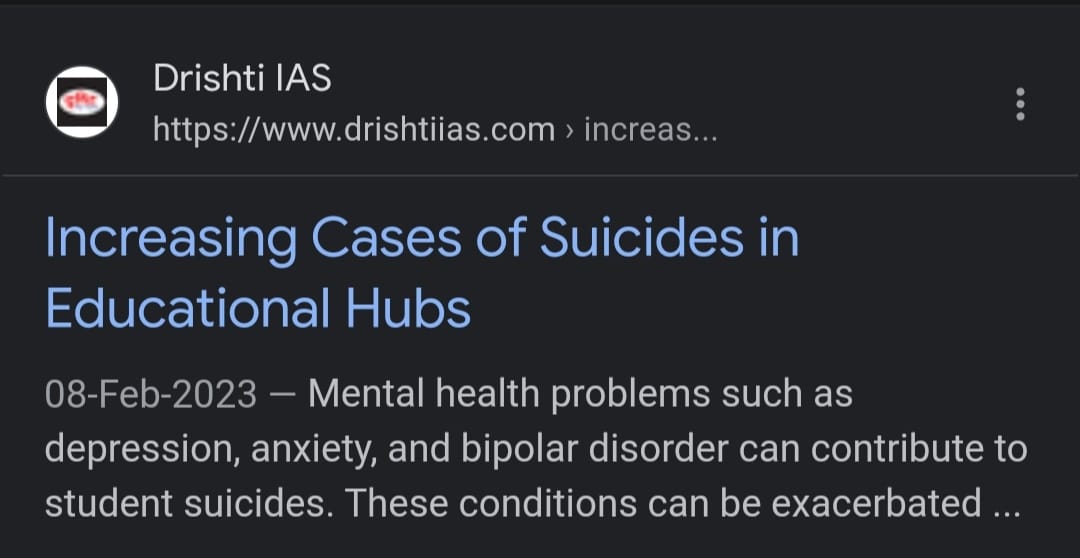 Drishti IAS
https://www.drishtiias.com › increas...
Increasing Cases of Suicides in
Educational Hubs
08-Feb-2023 — Mental health problems such as
depression, anxiety, and bipolar disorder can contribute to
student suicides. These conditions can be exacerbated ...